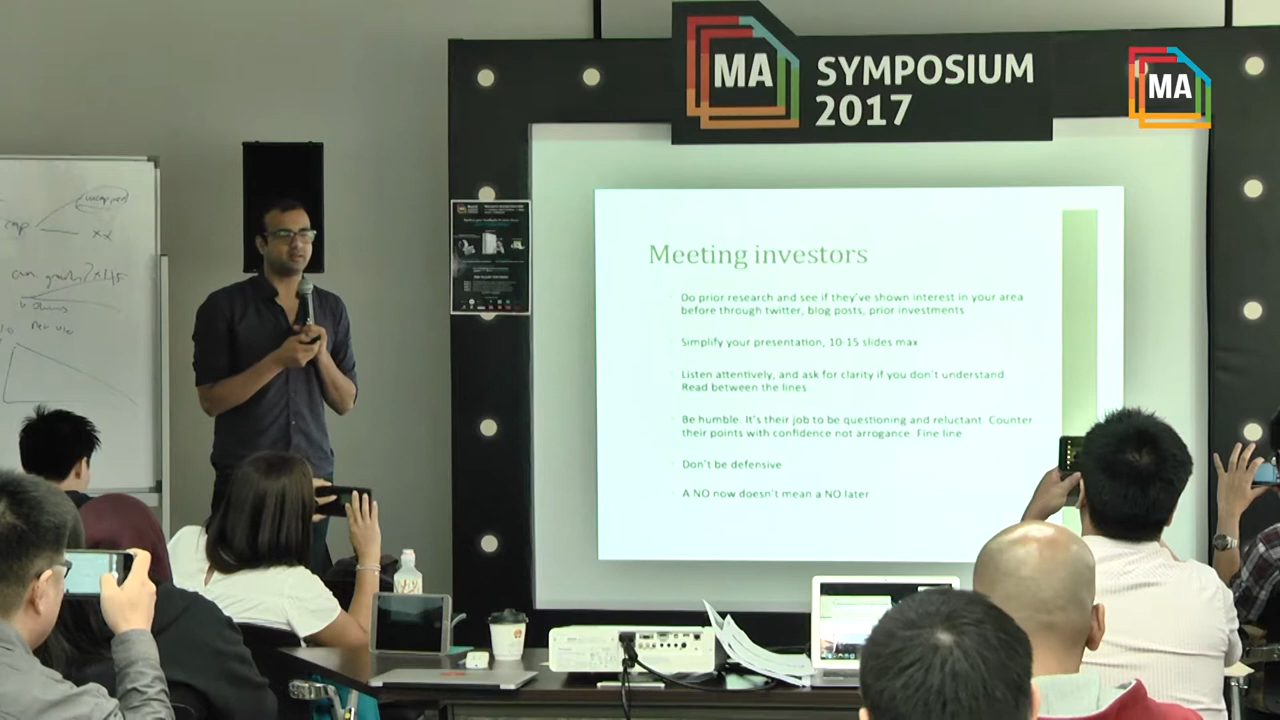 MA
SYMPOSIUM
2017
MA
Meeting investors
Do prior research and see if they've shown interest in your area
before through twitter, blog posts, prior investments
Simplify your presentation, 10-15 slides max
Listen attentively, and ask for clarity if you don't understand.
Read between the lines
Be humble. It's their job to be questioning and reluctant. Counter
their points with confidence not arrogance. Fine line
Don't be defensive
A NO now doesn't mean a NO later